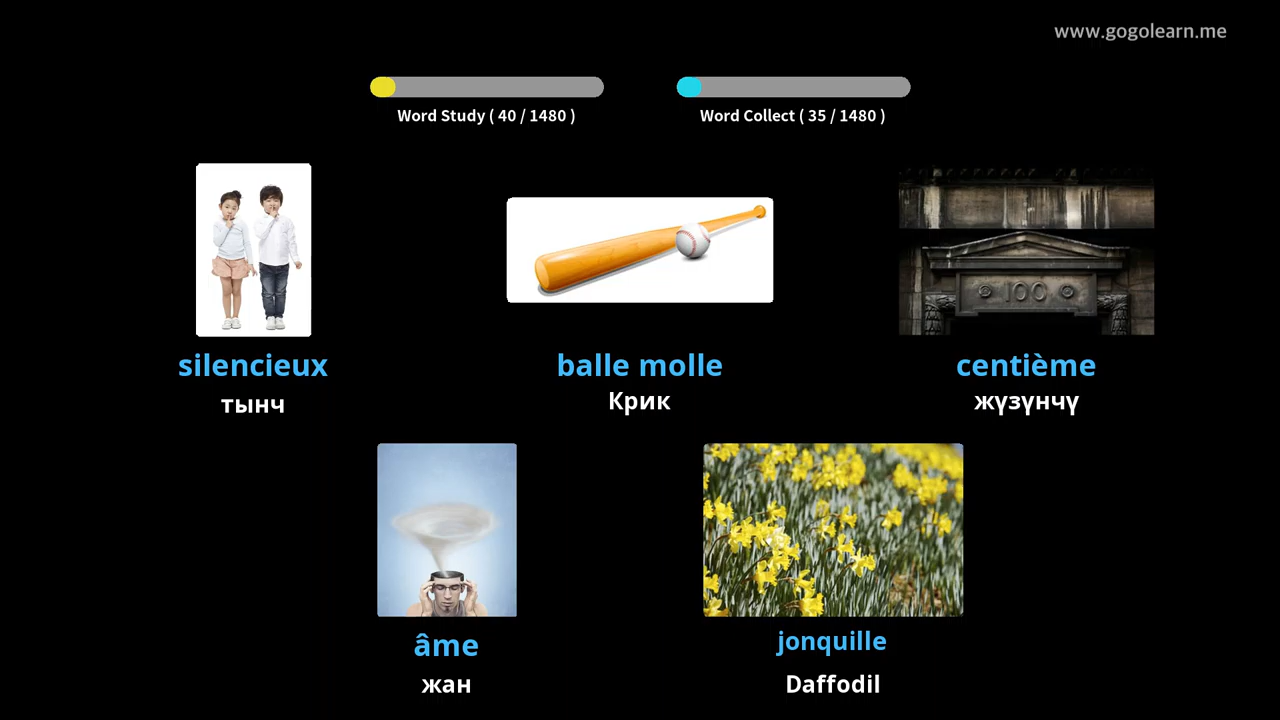 www.gogolearn.me
Word Study ( 40 / 1480 )
Word Collect ( 35 / 1480 )
100
silencieux
balle molle
centième
тынч
Крик
жүзүнчү
âme
jonquille
жан
Daffodil